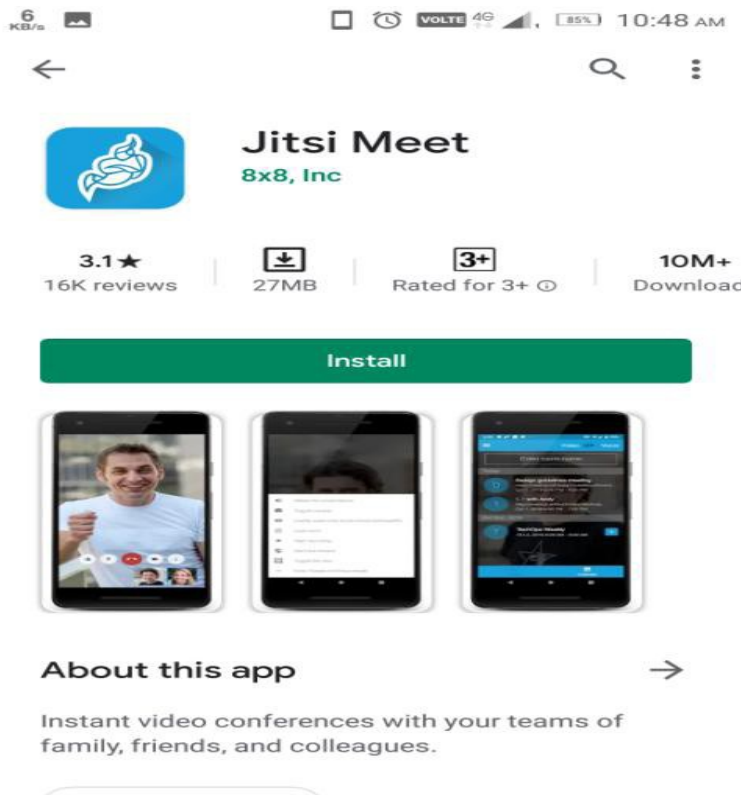 6
KB/s
VOLTE 4G 85% 10:48 AM
Jitsi Meet
8x8, Inc
3.1★ 3+ 10M+
16K reviews 27MB Rated for 3+ Download
Install
About this app
Instant video conferences with your teams of
family, friends, and colleagues.